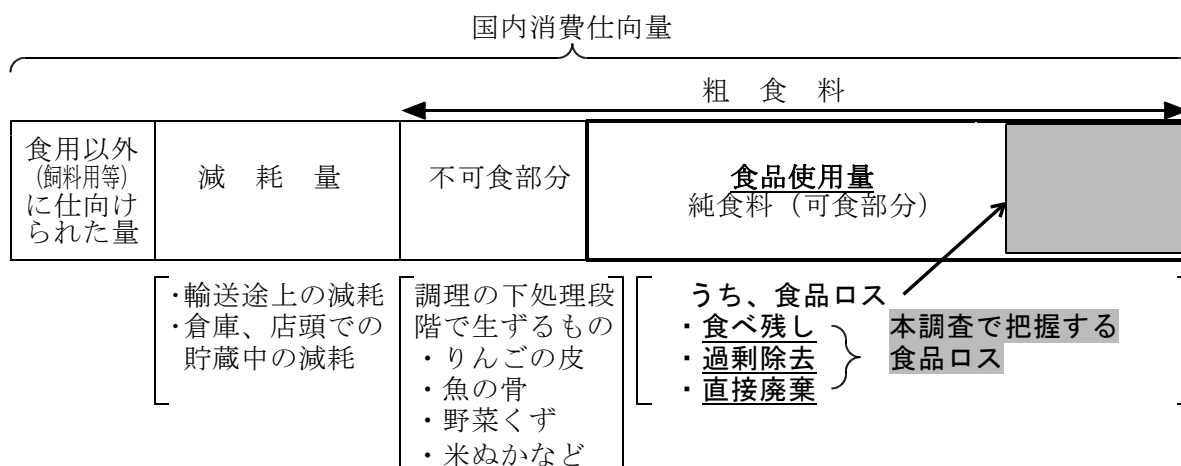 国内消費仕向量
粗　食　料
食用以外
(飼料用等)
に仕向け
られた量
減　耗　量
不可食部分
食品使用量
純食料（可食部分）
・輸送途上の減耗
・倉庫、店頭での
貯蔵中の減耗
調理の下処理段
階で生ずるもの
・りんごの皮
・魚の骨
・野菜くず
・米ぬかなど
うち、食品ロス
・食べ残し
・過剰除去
・直接廃棄
本調査で把握する
食品ロス